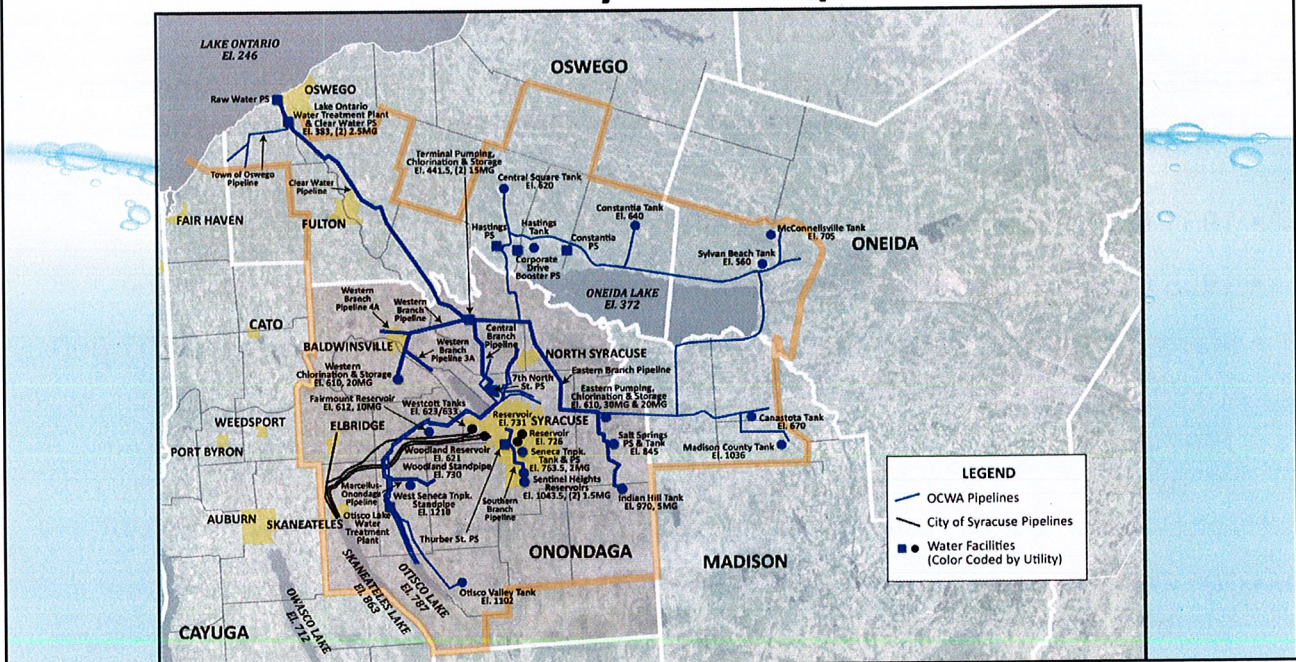 LAKE ONTARIO
El. 246
OSWEGO
OSWEGO
Raw Water PS
Lake Ontario
Water Treatment Plant
& Clear Water PS
El. 383, (2) 2.5MG
Terminal Pumping,
Chlorination & Storage
El. 441.5, (2) 15MG
Town of Oswego
Pipeline
Clear Water
Pipeline
Central Square Tank
El. 620
Constantia Tank
El. 640
FAIR HAVEN
FULTON
Hastings
PS
Hastings
Tank
Constantia
PS
Corporate
Drive
Booster PS
McConnellsville Tank
El. 705
ONEIDA
Sylvan Beach Tank
El. 560
ONEIDA LAKE
El. 372
Western
Branch
Pipeline 4A
Western
Branch
Pipeline
Central
Branch
Pipeline
CATO
BALDWINSVILLE
Western
Branch
Pipeline 3A
NORTH SYRACUSE
Western
Chlorination & Storage
El. 610, 20MG
7th North
St. PS
Eastern Branch Pipeline
Eastern Pumping,
Chlorination & Storage
El. 610, 30MG & 20MG
Fairmount Reservoir
El. 612, 10MG
Westcott Tanks
El. 623/633
WEEDSPORT
ELBRIDGE
Reservoir
El. 731
SYRACUSE
Reservoir
El. 726
Canastota Tank
El. 670
PORT BYRON
Woodland Reservoir
El. 621
Woodland Standpipe
El. 730
Seneca Tnpk.
Tank & PS
El. 763.5, 2MG
Salt Springs
PS & Tank
El. 845
Madison County Tank
El. 1036
Marcellus-
Onondaga
Pipeline
West Seneca Tnpk.
Standpipe
El. 1210
Sentinel Heights
Reservoirs
El. 1043.5, (2) 1.5MG
Southern
Branch
Pipeline
Indian Hill Tank
El. 970, 5MG
AUBURN
SKANEATELES
Otisco Lake
Water
Treatment
Plant
Thurber St. PS
ONONDAGA
MADISON
SKANEATELES LAKE
El. 863
OTISCO LAKE
El. 787
Otisco Valley Tank
El. 1102
OWASCO LAKE
El. 712
CAYUGA
LEGEND
OCWA Pipelines
City of Syracuse Pipelines
Water Facilities
(Color Coded by Utility)